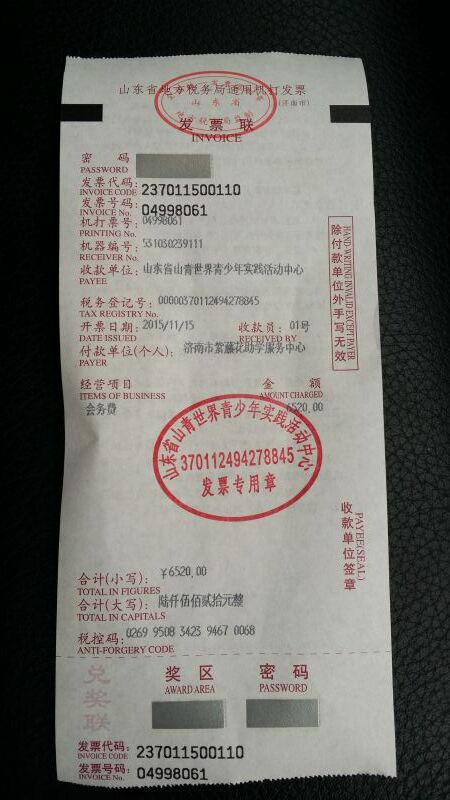 山东省地方税务局通用机打发票
(济南市)
山东省
发票联
INVOICE
密码
PASSWORD
发票代码: 237011500110
INVOICE CODE
发票号码: 04998061
INVOICE No.
机打票号: 04998061
PRINTING No.
机器编号: 531030239111
RECEIVER No.
收款单位: 山东省山青世界青少年实践活动中心
PAYEE
税务登记号: 000003701124942788​45
TAX REGISTRY No.
开票日期: 2015/11/15 收款员: 01号
DATE ISSUED RECEIVED BY
付款单位(个人): 济南市紫藤花助学服务中心
PAYER
经营项目 金额
ITEMS OF BUSINESS AMOUNT CHARGED
会务费 6520.00
山东省山青世界青少年实践活动中心
370112494278845
发票专用章
除付款单位外手写无效
HAND-WRITING INVALID EXCEPT PAYER
收款单位签章
PAYEE(SEAL)
合计(小写): ￥6520.00
TOTAL IN FIGURES
合计(大写): 陆仟伍佰贰拾元整
TOTAL IN CAPITALS
税控码: 0269 9508 3423 9467 0068
ANTI-FORGERY CODE
兑奖联
奖区 密码
AWARD AREA PASSWORD
发票代码: 237011500110
INVOICE CODE
发票号码: 04998061
INVOICE No.